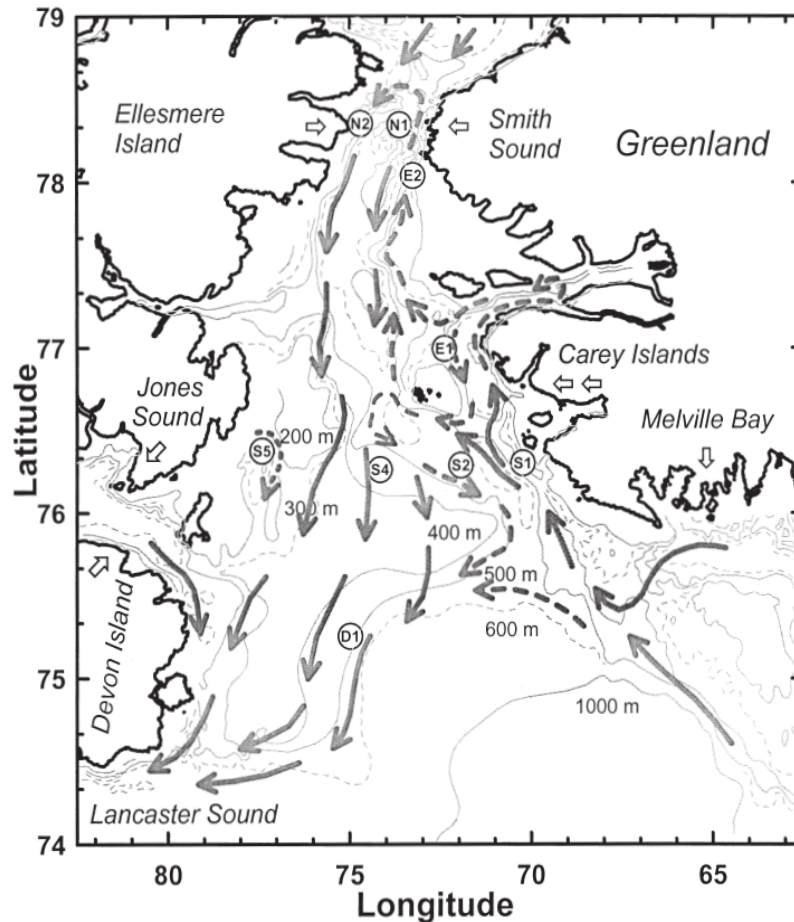 79
Ellesmere
Island
N2
N1
Smith
Sound
Greenland
E2
78
E1
77
Carey Islands
Jones
Sound
Melville Bay
200 m
S5
S4
S2
S1
300 m
76
400 m
500 m
600 m
Devon Island
D1
1000 m
75
Lancaster Sound
74
80
75
70
65
Latitude
Longitude